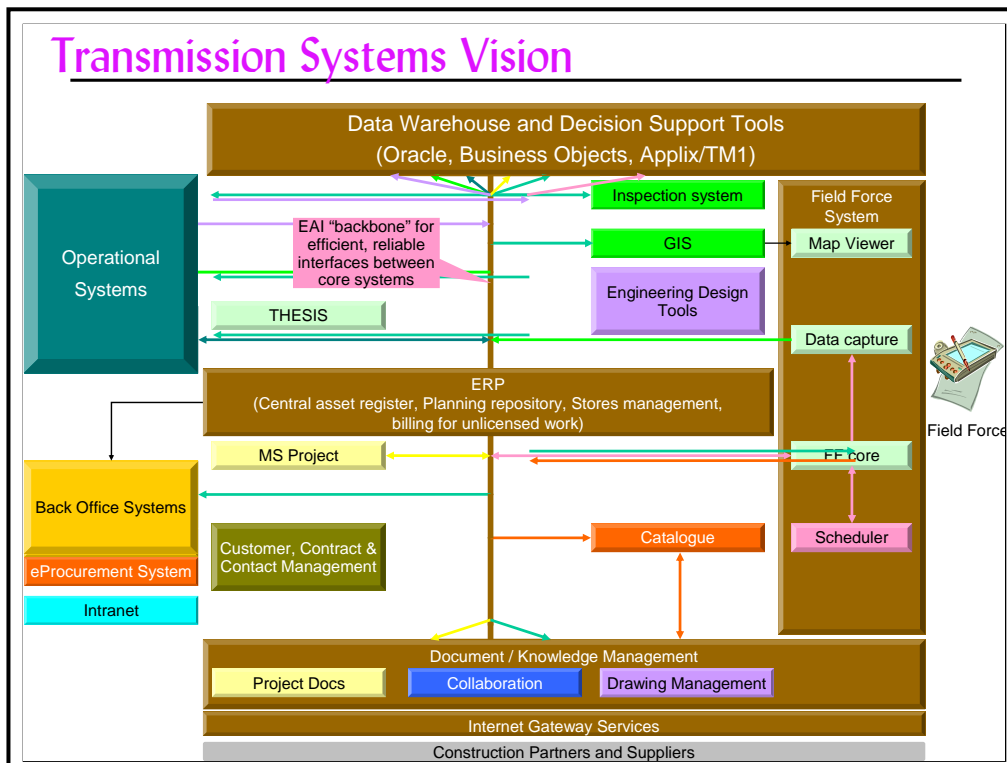 Transmission Systems Vision
Data Warehouse and Decision Support Tools
(Oracle, Business Objects, Applix/TM1)
Operational
Systems
EAI “backbone” for
efficient, reliable
interfaces between
core systems
Inspection system
GIS
Engineering Design
Tools
Field Force
System
Map Viewer
THESIS
Data capture
Field Force
ERP
(Central asset register, Planning repository, Stores management,
billing for unlicensed work)
MS Project
FF core
Back Office Systems
eProcurement System
Intranet
Customer, Contract &
Contact Management
Catalogue
Scheduler
Document / Knowledge Management
Project Docs
Collaboration
Drawing Management
Internet Gateway Services
Construction Partners and Suppliers